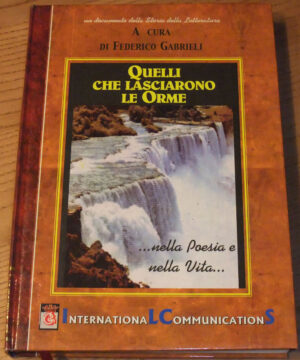 un documento della Storia della Letteratura
A CURA
DI FEDERICO GABRIELI
QUELLI
CHE LASCIARONO
LE ORME
...nella Poesia e
nella Vita...
INTERNATIONALCOMMUNICATIONS